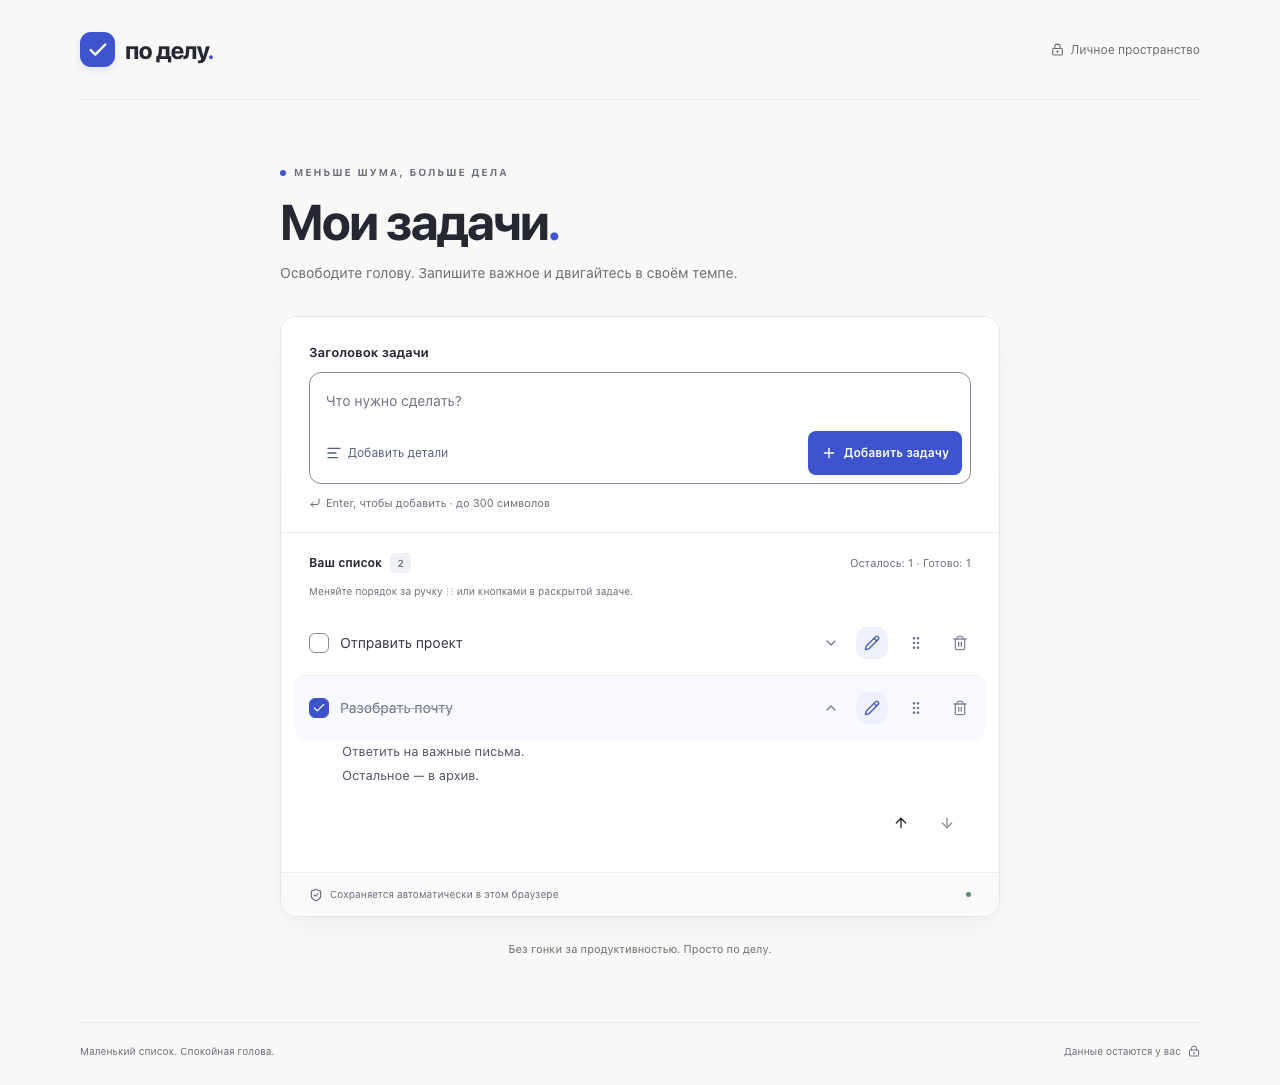 по делу.
Личное пространство
МЕНЬШЕ ШУМА, БОЛЬШЕ ДЕЛА
Мои задачи.
Освободите голову. Запишите важное и двигайтесь в своём темпе.
Заголовок задачи
Что нужно сделать?
Добавить детали
Добавить задачу
Enter, чтобы добавить · до 300 символов
Ваш список 2
Осталось: 1 · Готово: 1
Меняйте порядок за ручку ⋮⋮ или кнопками в раскрытой задаче.
Отправить проект
Разобрать почту
Ответить на важные письма.
Остальное — в архив.
Сохраняется автоматически в этом браузере
Без гонки за продуктивностью. Просто по делу.
Маленький список. Спокойная голова.
Данные остаются у вас